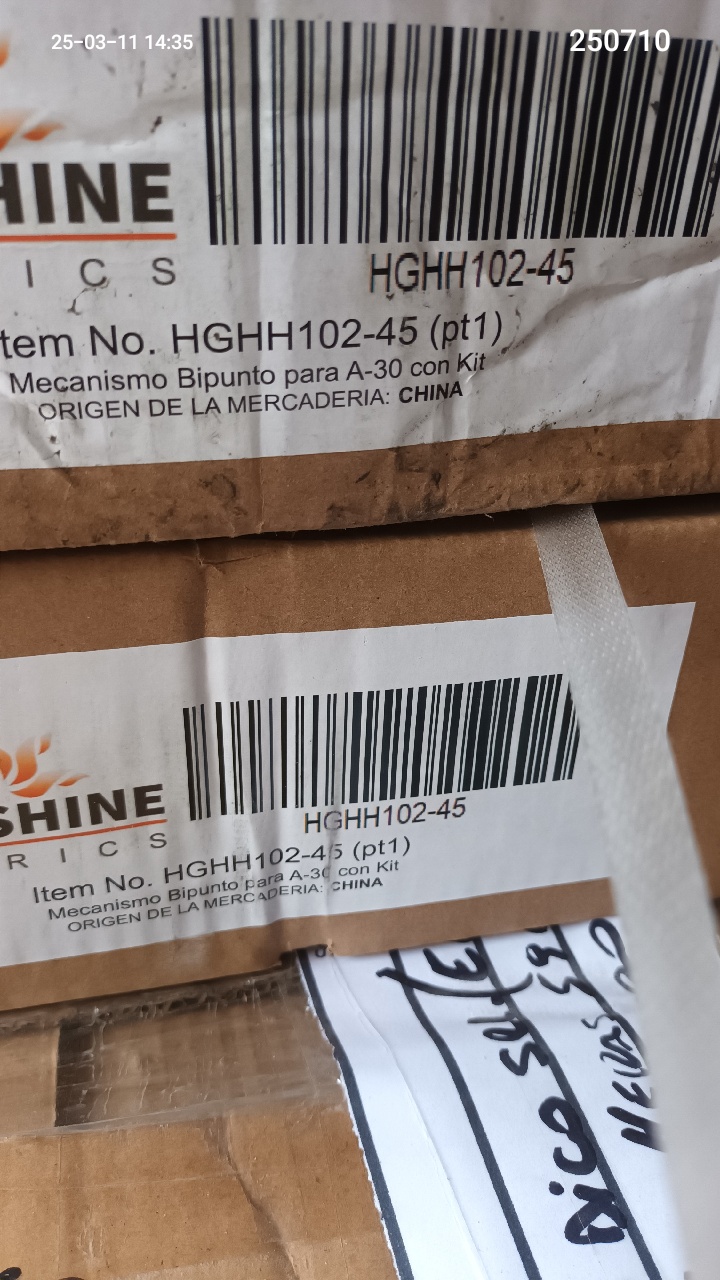 25-03-11 14:35
250710
HINE
I C S
HGHH102-45
tem No. HGHH102-45 (pt1)
Mecanismo Bipunto para A-30 con Kit
ORIGEN DE LA MERCADERIA: CHINA
SHINE
R I C S
HGHH102-45
Item No. HGHH102-45 (pt1)
Mecanismo Bipunto para A-30 con Kit
ORIGEN DE LA MERCADERIA: CHINA
Dico